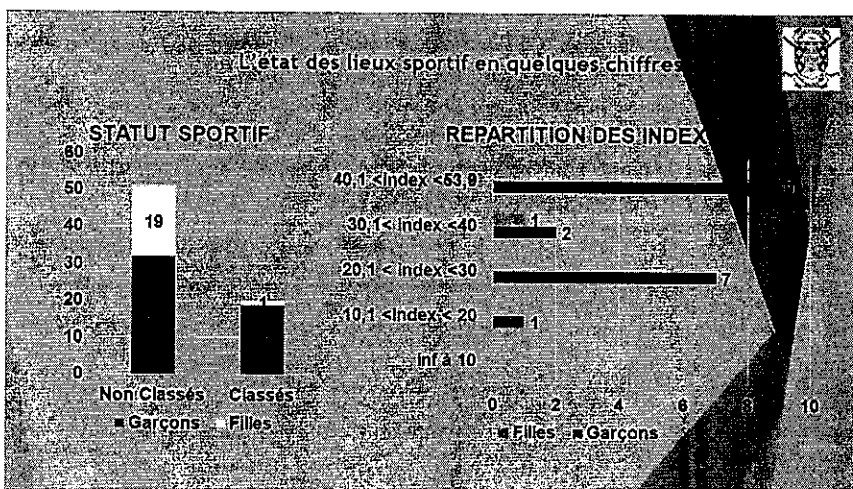 L'état des lieux sportif en quelques chiffres
STATUT SPORTIF
60
50
40
30
20
10
0
19
1
Non Classés
Classés
Garçons
Filles
REPARTITION DES INDEX
40,1 <Index <53,9
30,1< Index <40
1
2
20,1 < Index <30
7
10,1 <Index < 20
1
Inf à 10
0
2
4
6
8
10
Filles
Garçons